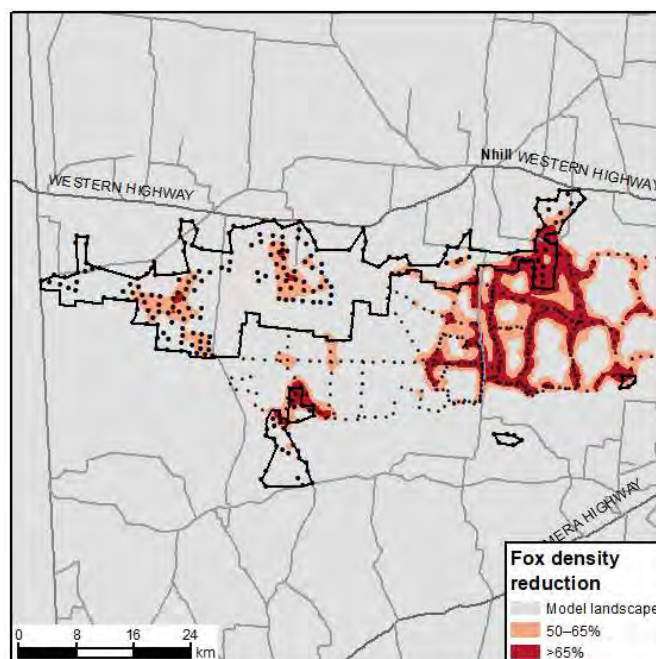 Nhill WESTERN HIGHWAY
WESTERN HIGHWAY
MERA HIGHWAY
Fox density
reduction
Model landscape
50–65%
>65%
0 8 16 24
km